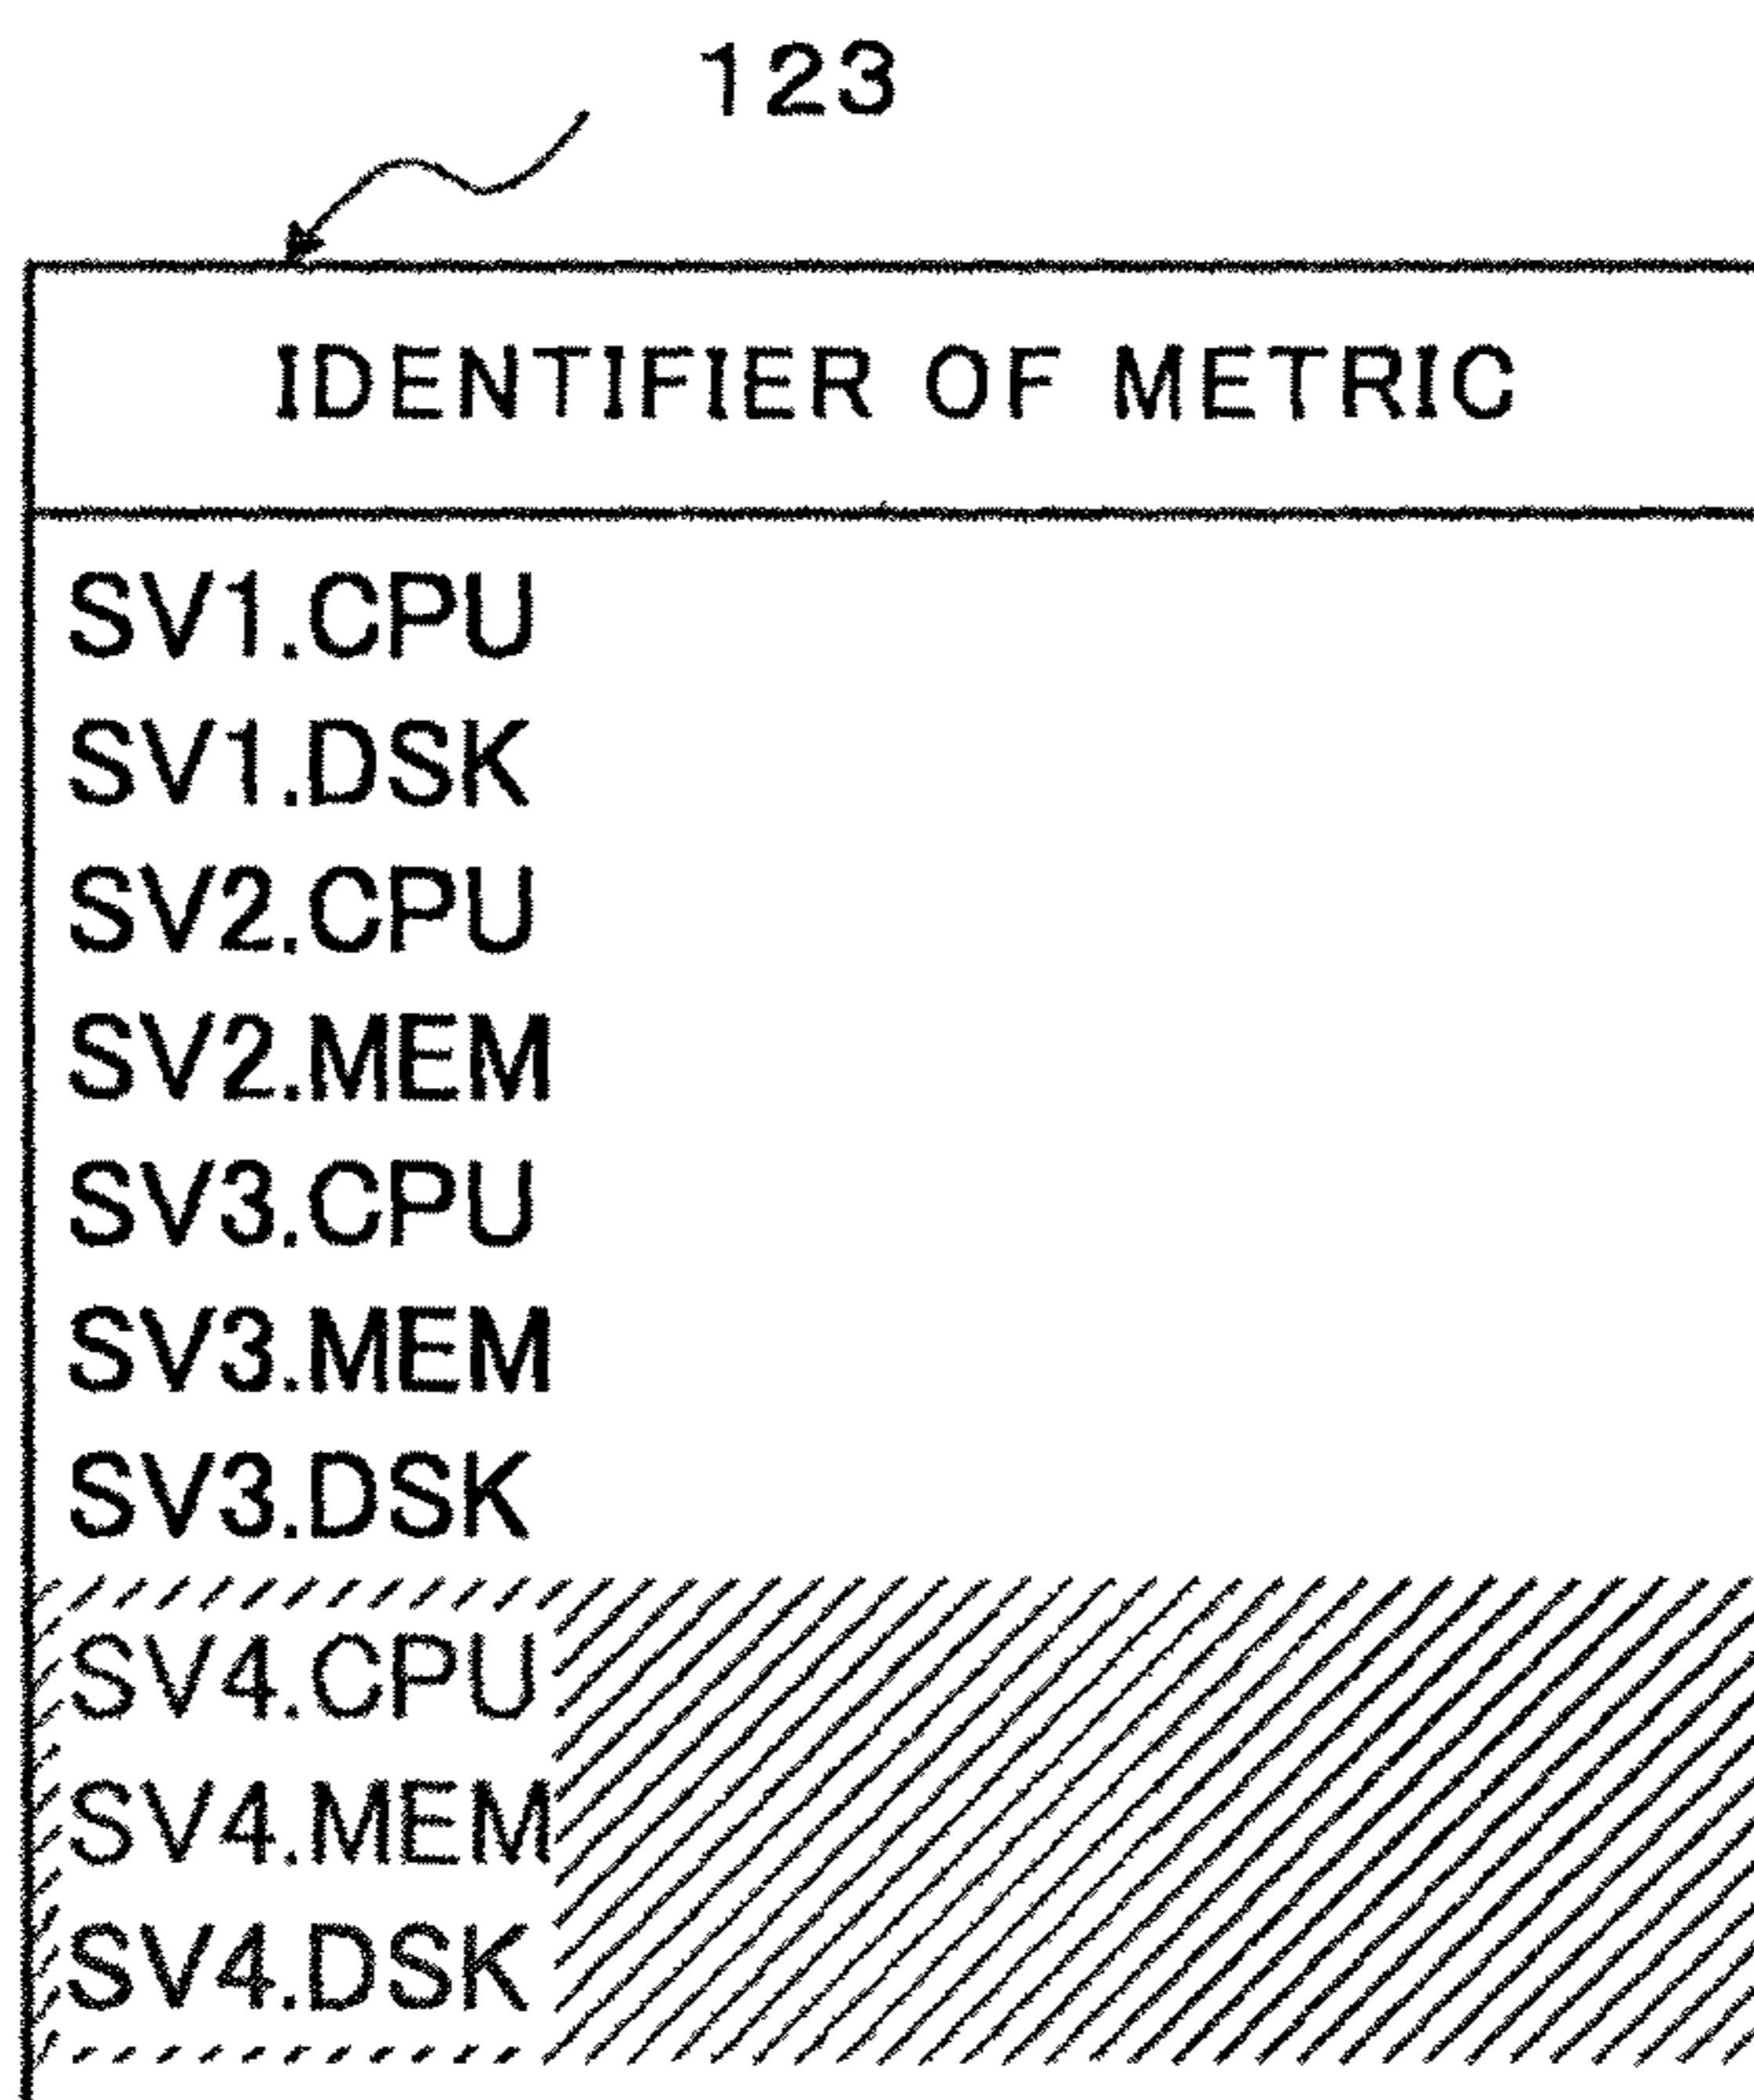 123
IDENTIFIER OF METRIC
SV1.CPU
SV1.DSK
SV2.CPU
SV2.MEM
SV3.CPU
SV3.MEM
SV3.DSK
SV4.CPU
SV4.MEM
SV4.DSK